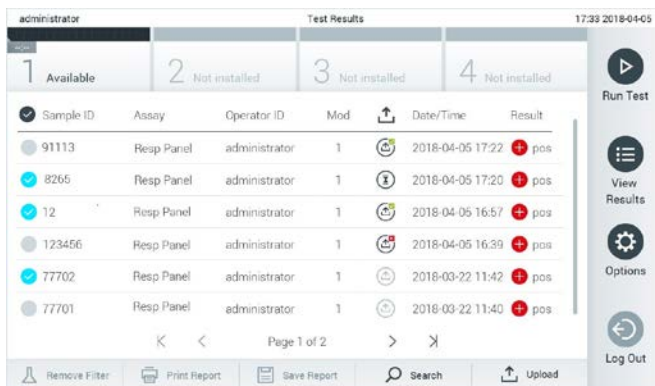 administrator Test Results 17:33 2018-04-05
1 Available 2 Not installed 3 Not installed 4 Not installed
Run Test
Sample ID Assay Operator ID Mod Date/Time Result
91113 Resp Panel administrator 1 2018-04-05 17:22 pos
8265 Resp Panel administrator 1 2018-04-05 17:20 pos
View
Results
12 Resp Panel administrator 1 2018-04-05 16:57 pos
123456 Resp Panel administrator 1 2018-04-05 16:39 pos
Options
77702 Resp Panel administrator 1 2018-03-22 11:42 pos
77701 Resp Panel administrator 1 2018-03-22 11:40 pos
Page 1 of 2
Log Out
Remove Filter Print Report Save Report Search Upload